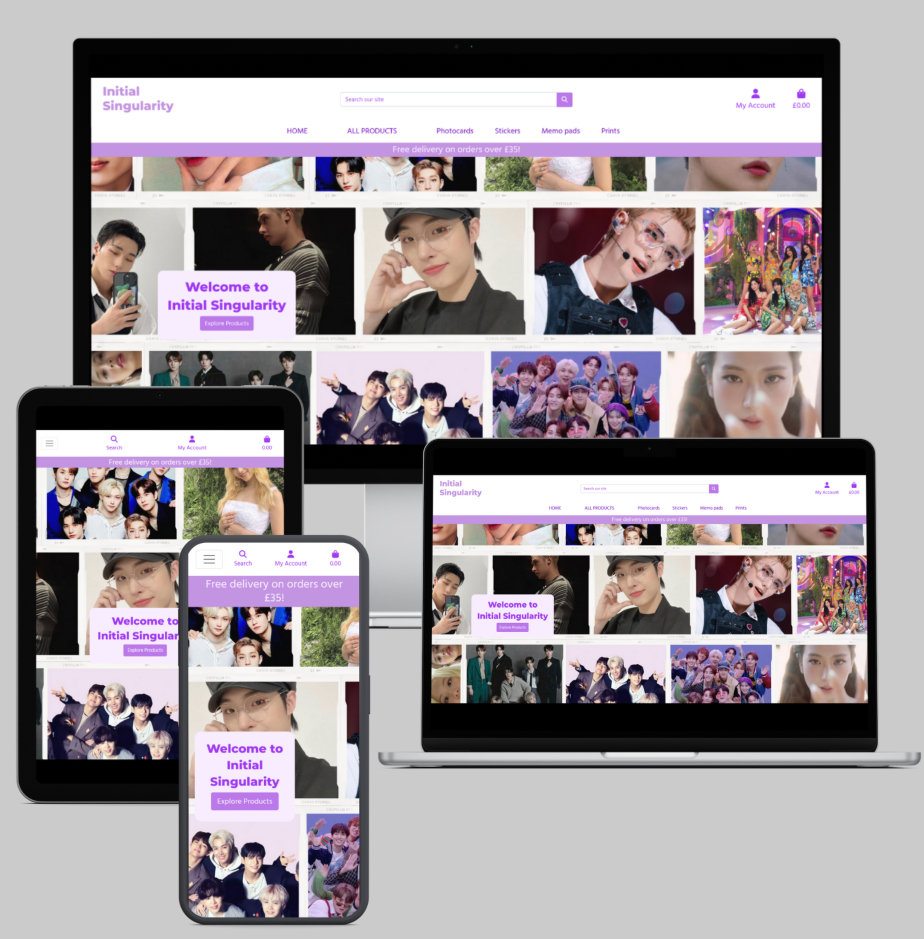 Initial
Singularity
Search our site
My Account
£0.00
HOME
ALL PRODUCTS
Photocards
Stickers
Memo pads
Prints
Free delivery on orders over £35!
Welcome to
Initial Singularity
Explore Products
Search
My Account
0.00
Free delivery on orders over £35!
Welcome to
Initial Singular
Explore Products
Search
My Account
0.00
Free delivery on orders over
£35!
Welcome to
Initial
Singularity
Explore Products
Initial
Singularity
Search our site
My Account
£0.00
HOME
ALL PRODUCTS
Photocards
Stickers
Memo pads
Prints
Free delivery on orders over £35!
Welcome to
Initial Singularity
Explore Products